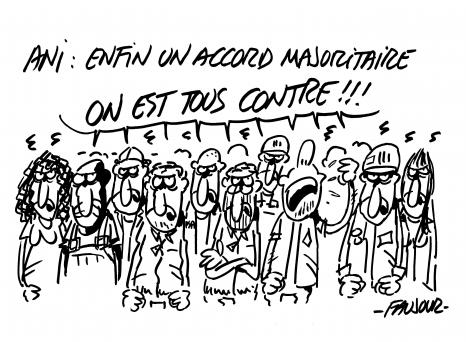 ANi : ENFIN UN ACCORD MAJORITAIRE
ON EST TOUS CONTRE !!!
-FAUJOUR-